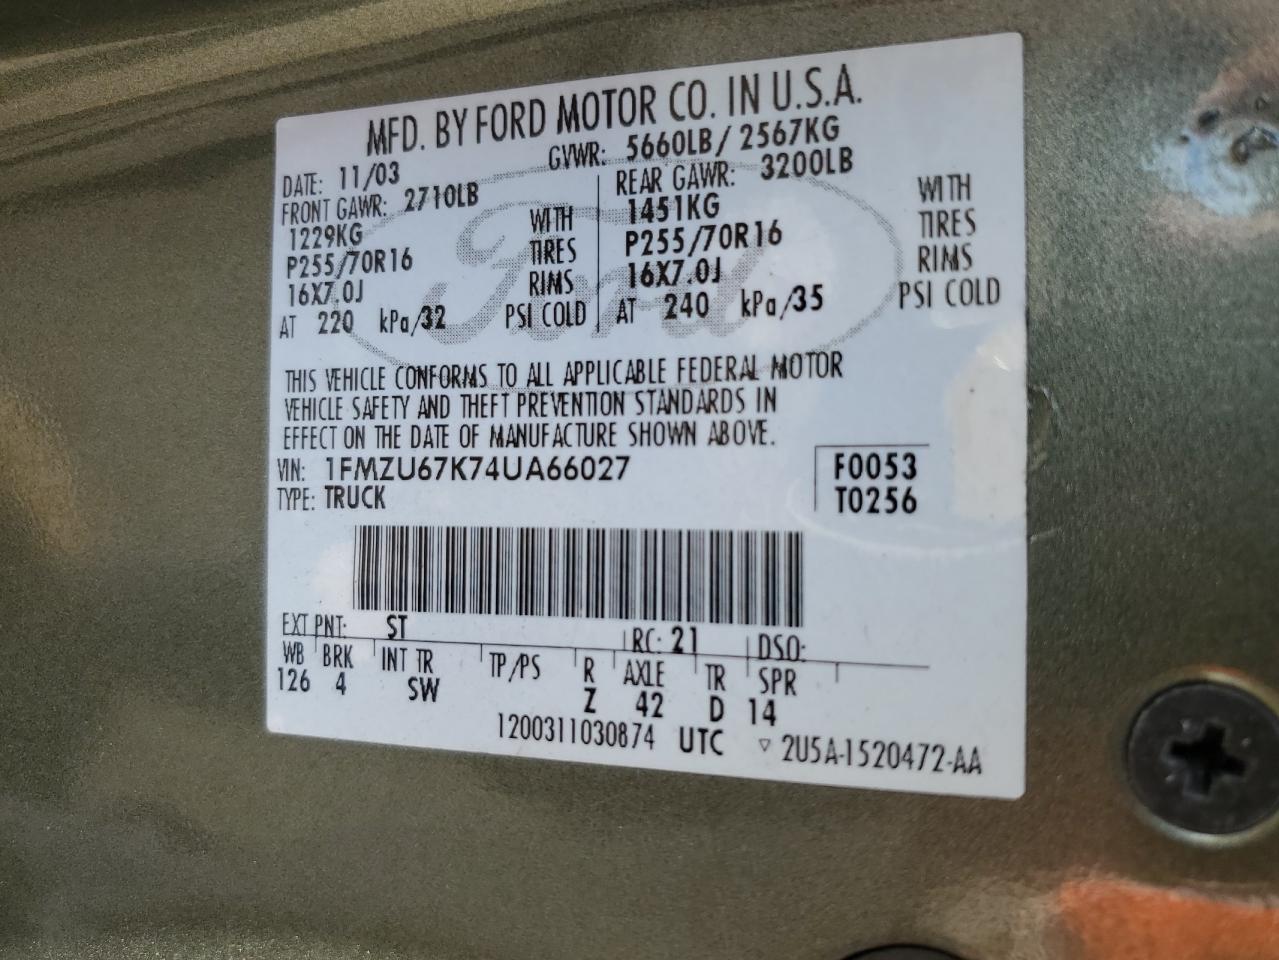 MFD. BY FORD MOTOR CO. IN U.S.A.
DATE: 11/03 GVWR: 5660LB/ 2567KG
FRONT GAWR: 2710LB REAR GAWR: 3200LB
1229KG WITH 1451KG WITH
P255/70R16 TIRES P255/70R16 TIRES
16X7.0J RIMS 16X7.0J RIMS
AT 220 kPa/32 PSI COLD AT 240 kPa/35 PSI COLD
Ford
THIS VEHICLE CONFORMS TO ALL APPLICABLE FEDERAL MOTOR
VEHICLE SAFETY AND THEFT PREVENTION STANDARDS IN
EFFECT ON THE DATE OF MANUFACTURE SHOWN ABOVE.
VIN: 1FMZU67K74UA66027 F0053
TYPE: TRUCK T0256
EXT PNT: ST RC: 21 DSO:
WB BRK INT TR TP/PS R AXLE TR SPR
126 4 SW Z 42 D 14
1200311030874 UTC ▽ 2U5A-1520472-AA